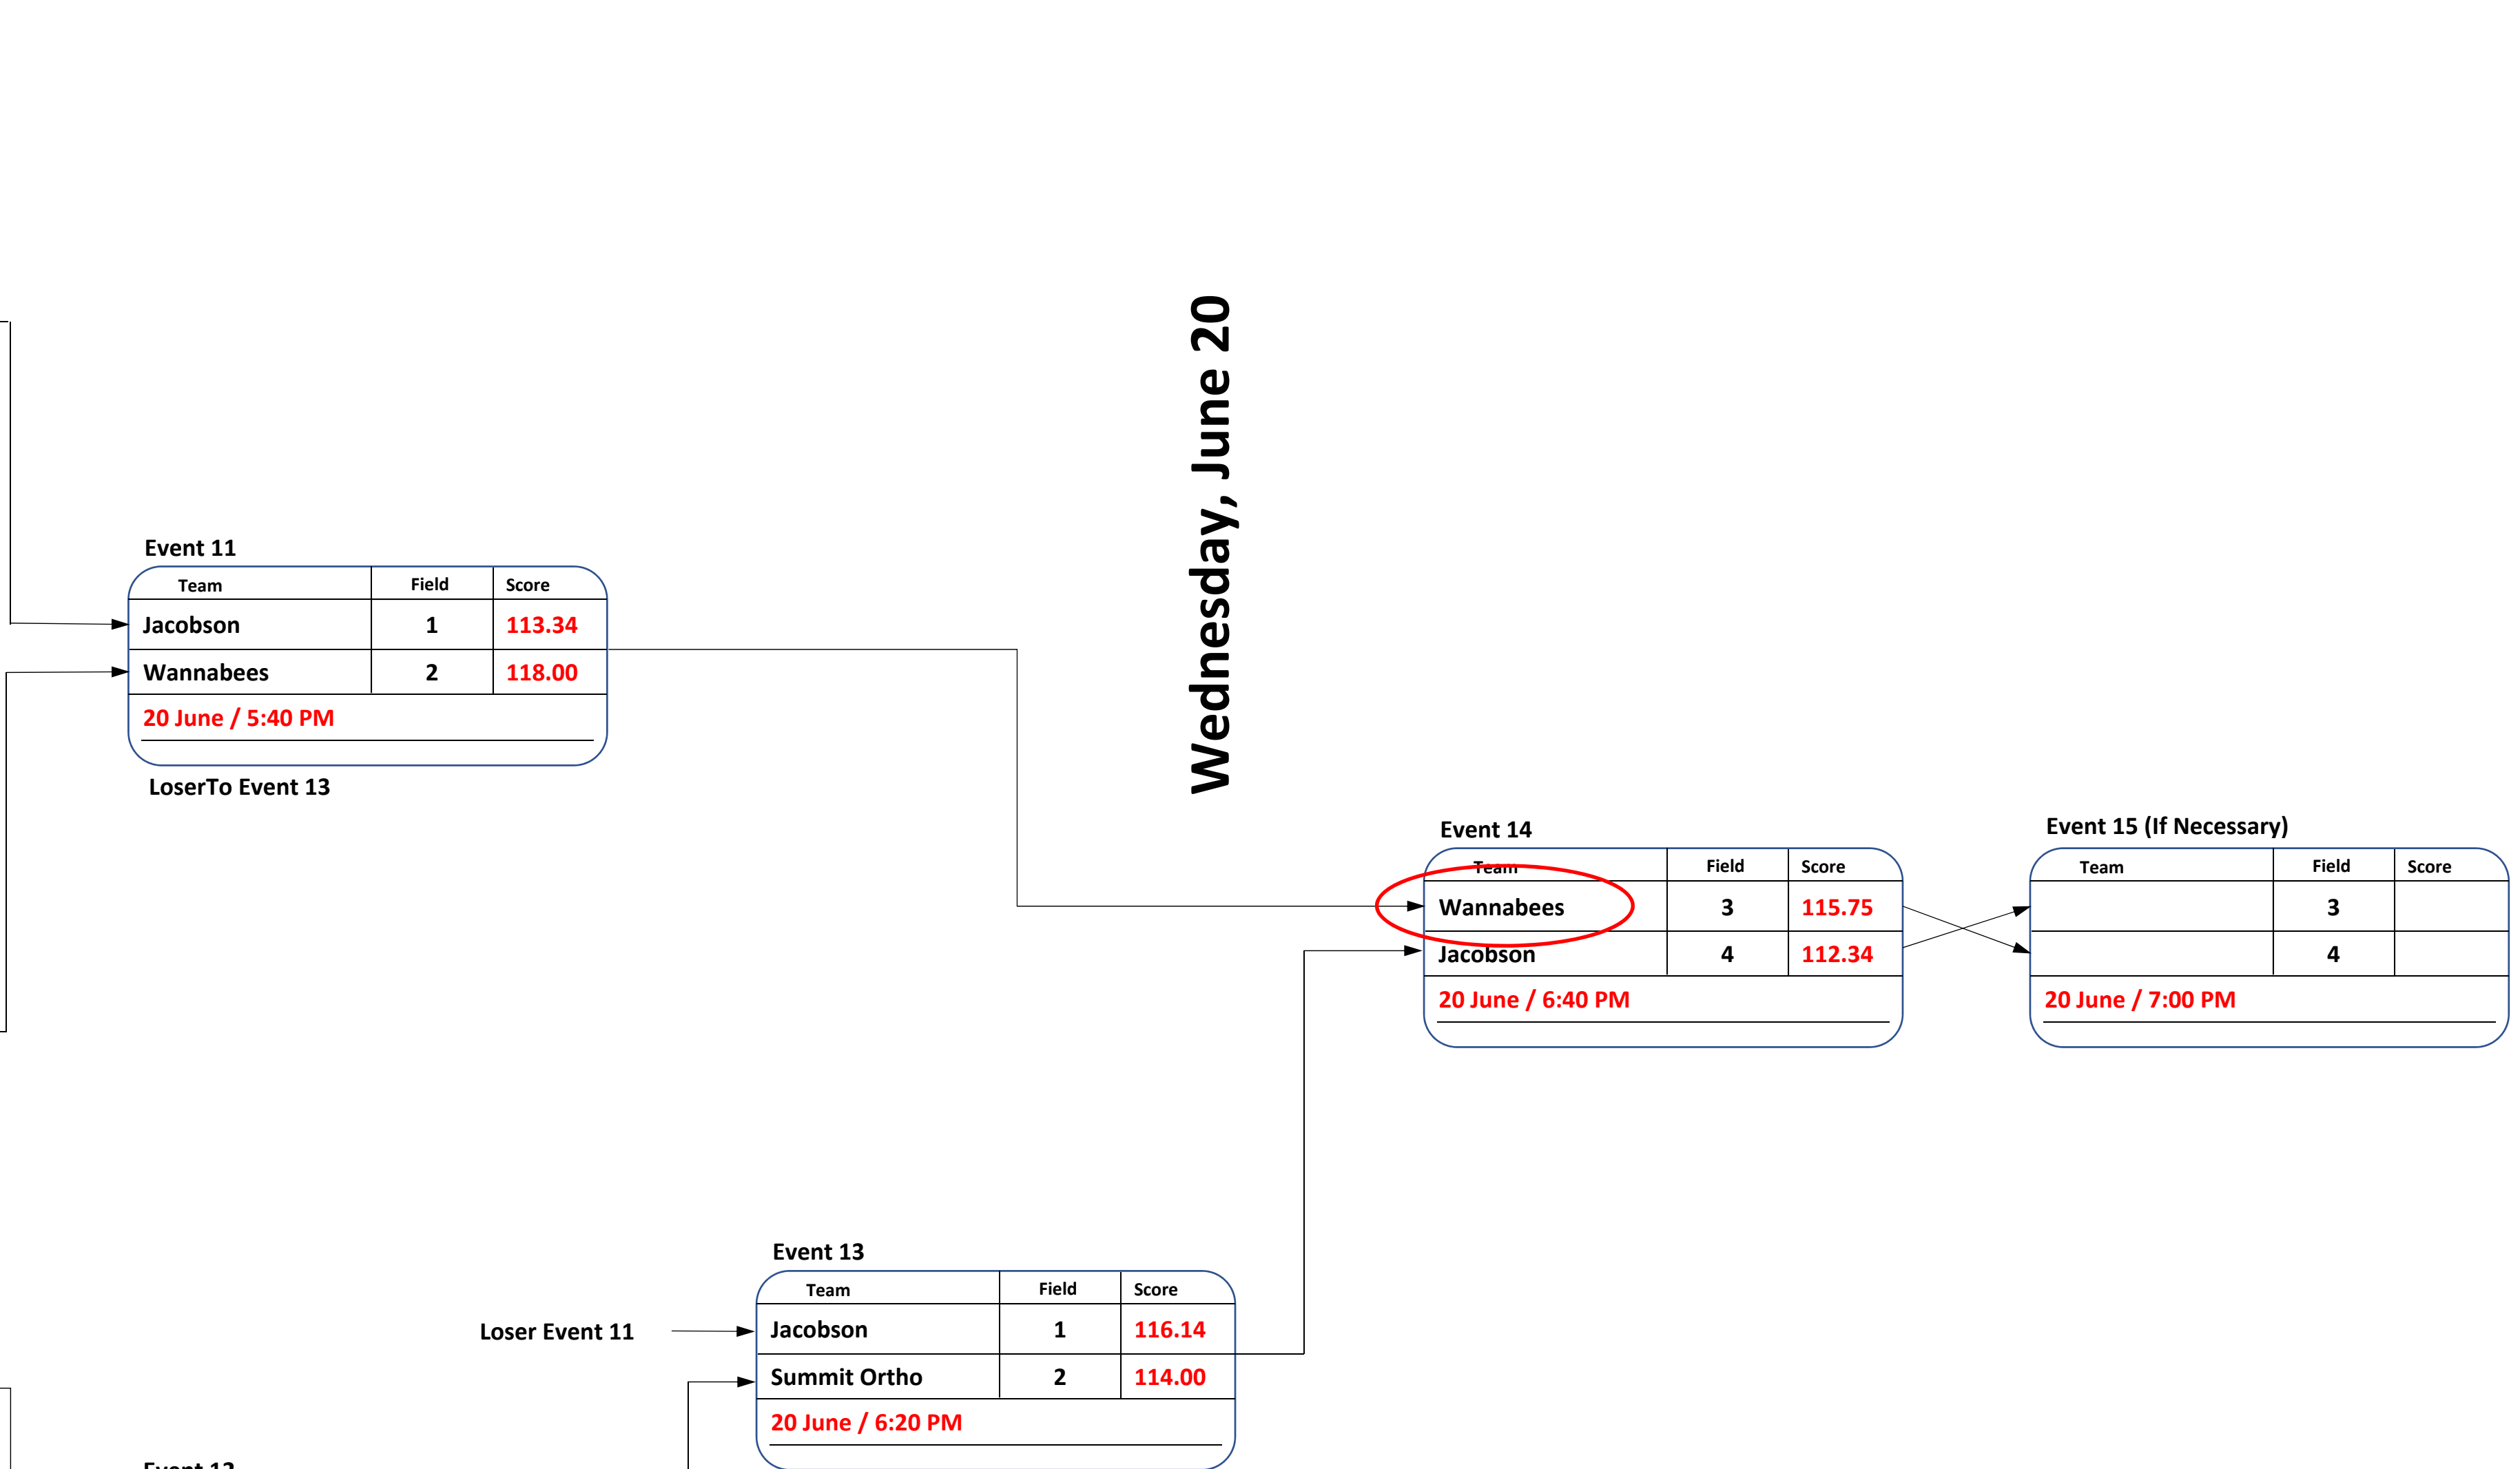 Wednesday, June 20
Event 11
Team Field Score
Jacobson 1 113.34
Wannabees 2 118.00
20 June / 5:40 PM
LoserTo Event 13
Event 14
Team Field Score
Wannabees 3 115.75
Jacobson 4 112.34
20 June / 6:40 PM
Event 15 (If Necessary)
Team Field Score
3
4
20 June / 7:00 PM
Event 13
Team Field Score
Loser Event 11
Jacobson 1 116.14
Summit Ortho 2 114.00
20 June / 6:20 PM
Event 12